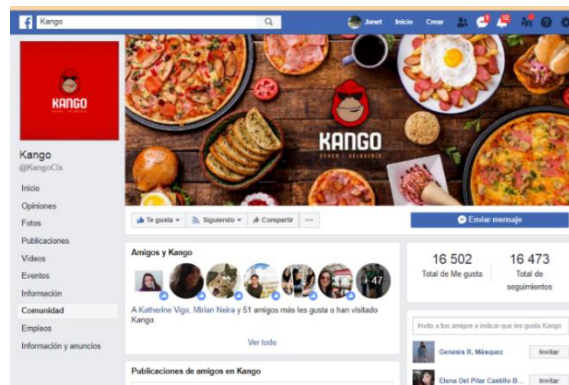 Kango
Janet Inicio Crear
KANGO
KANGO
Kango
@KangoClix
Inicio
Opiniones
Fotos
Publicaciones
Videos
Eventos
Información
Comunidad
Empleos
Información y anuncios
Te gusta Siguiendo Compartir ...
Enviar mensaje
Amigos y Kango
+47
A Katherine Vigo, Mirian Neira y 51 amigos más les gusta o han visitado
Kango.
Ver todo
Publicaciones de amigos en Kango
16 502
Total de Me gusta
16 473
Total de
seguimientos
Invita a tus amigos a indicar que les gusta Kango
Genesis R. Másquez Invitar
Elena Del Pilar Castillo B... Invitar